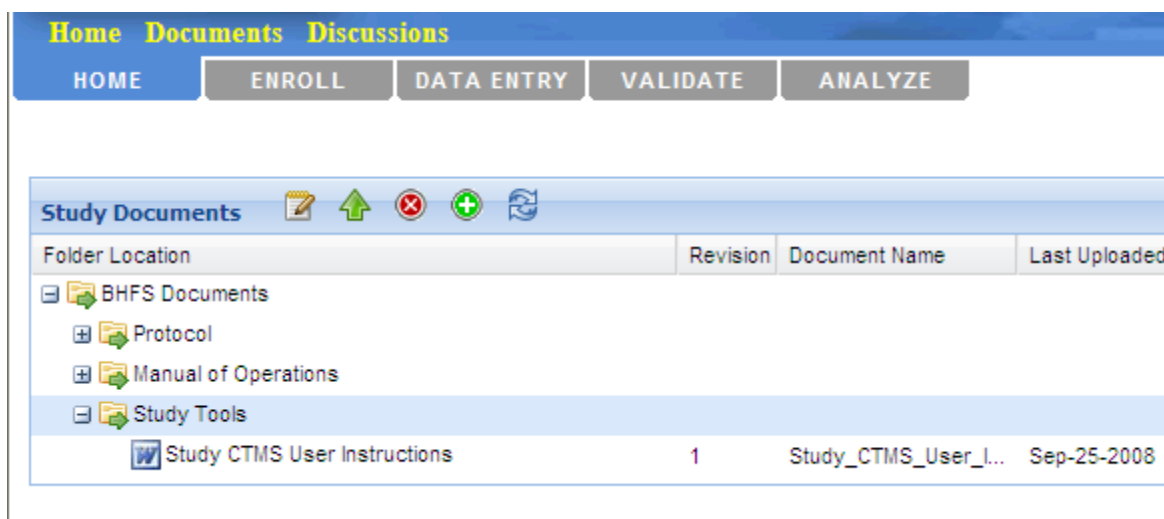 Home Documents Discussions
HOME ENROLL DATA ENTRY VALIDATE ANALYZE
Study Documents
Folder Location Revision Document Name Last Uploaded
BHFS Documents
Protocol
Manual of Operations
Study Tools
Study CTMS User Instructions 1 Study_CTMS_User_I... Sep-25-2008